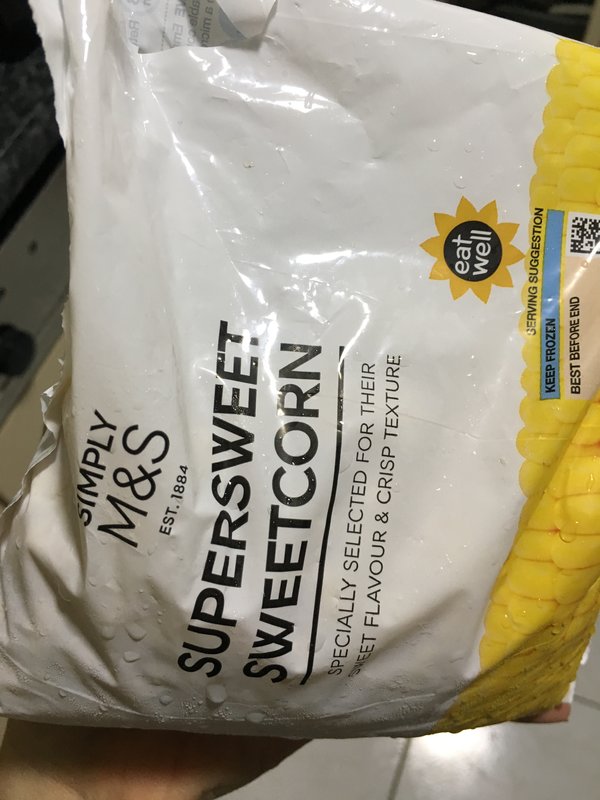 SIMPLY
M&S
EST. 1884
SUPERSWEET
SWEETCORN
SPECIALLY SELECTED FOR THEIR
SWEET FLAVOUR & CRISP TEXTURE
eat
well
SERVING SUGGESTION
KEEP FROZEN
BEST BEFORE END